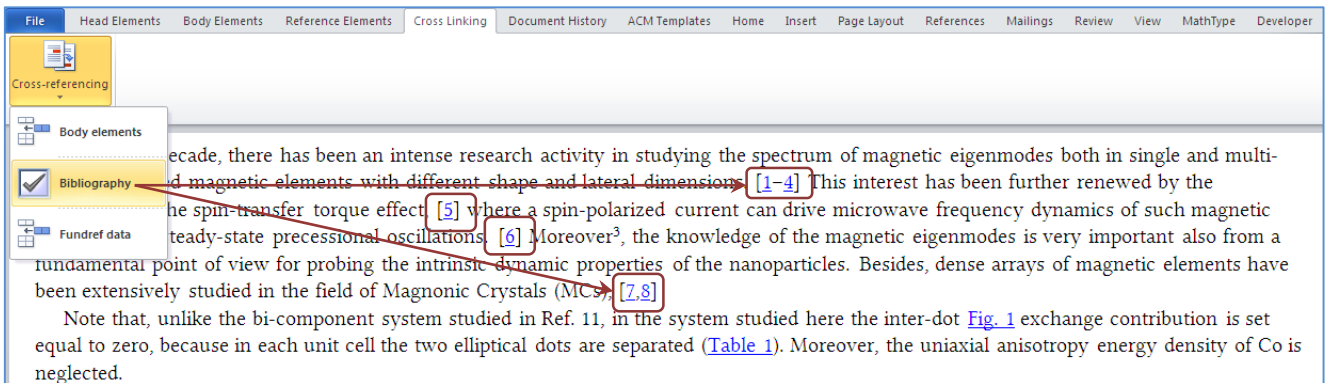 File Head Elements Body Elements Reference Elements Cross Linking Document History ACM Templates Home Insert Page Layout References Mailings Review View MathType Developer
Cross-referencing
Body elements
Bibliography
Fundref data
ecade, there has been an intense research activity in studying the spectrum of magnetic eigenmodes both in single and multi-
d magnetic elements with different shape and lateral dimensions [1–4] This interest has been further renewed by the
he spin-transfer torque effect, [5] where a spin-polarized current can drive microwave frequency dynamics of such magnetic
teady-state precessional oscillations. [6] Moreover³, the knowledge of the magnetic eigenmodes is very important also from a
fundamental point of view for probing the intrinsic dynamic properties of the nanoparticles. Besides, dense arrays of magnetic elements have
been extensively studied in the field of Magnonic Crystals (MCs), [7,8]
Note that, unlike the bi-component system studied in Ref. 11, in the system studied here the inter-dot Fig. 1 exchange contribution is set
equal to zero, because in each unit cell the two elliptical dots are separated (Table 1). Moreover, the uniaxial anisotropy energy density of Co is
neglected.